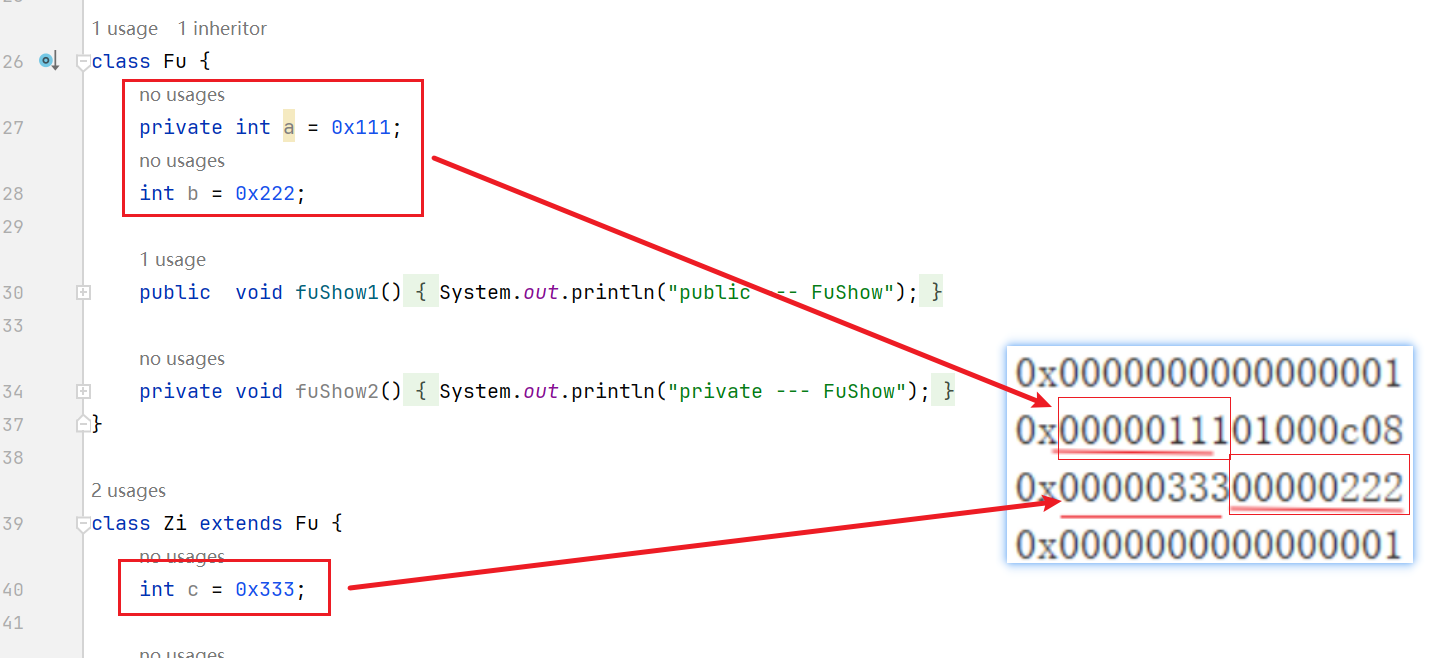 1 usage 1 inheritor
26 class Fu {
no usages
27 private int a = 0x111;
no usages
28 int b = 0x222;
29
1 usage
30 public void fuShow1() { System.out.println("public --- FuShow"); }
33
no usages
34 private void fuShow2() { System.out.println("private --- FuShow"); }
37 }
38
2 usages
39 class Zi extends Fu {
no usages
40 int c = 0x333;
41
no usages
0x0000000000000001
0x0000011101000c08
0x0000033300000222
0x0000000000000001